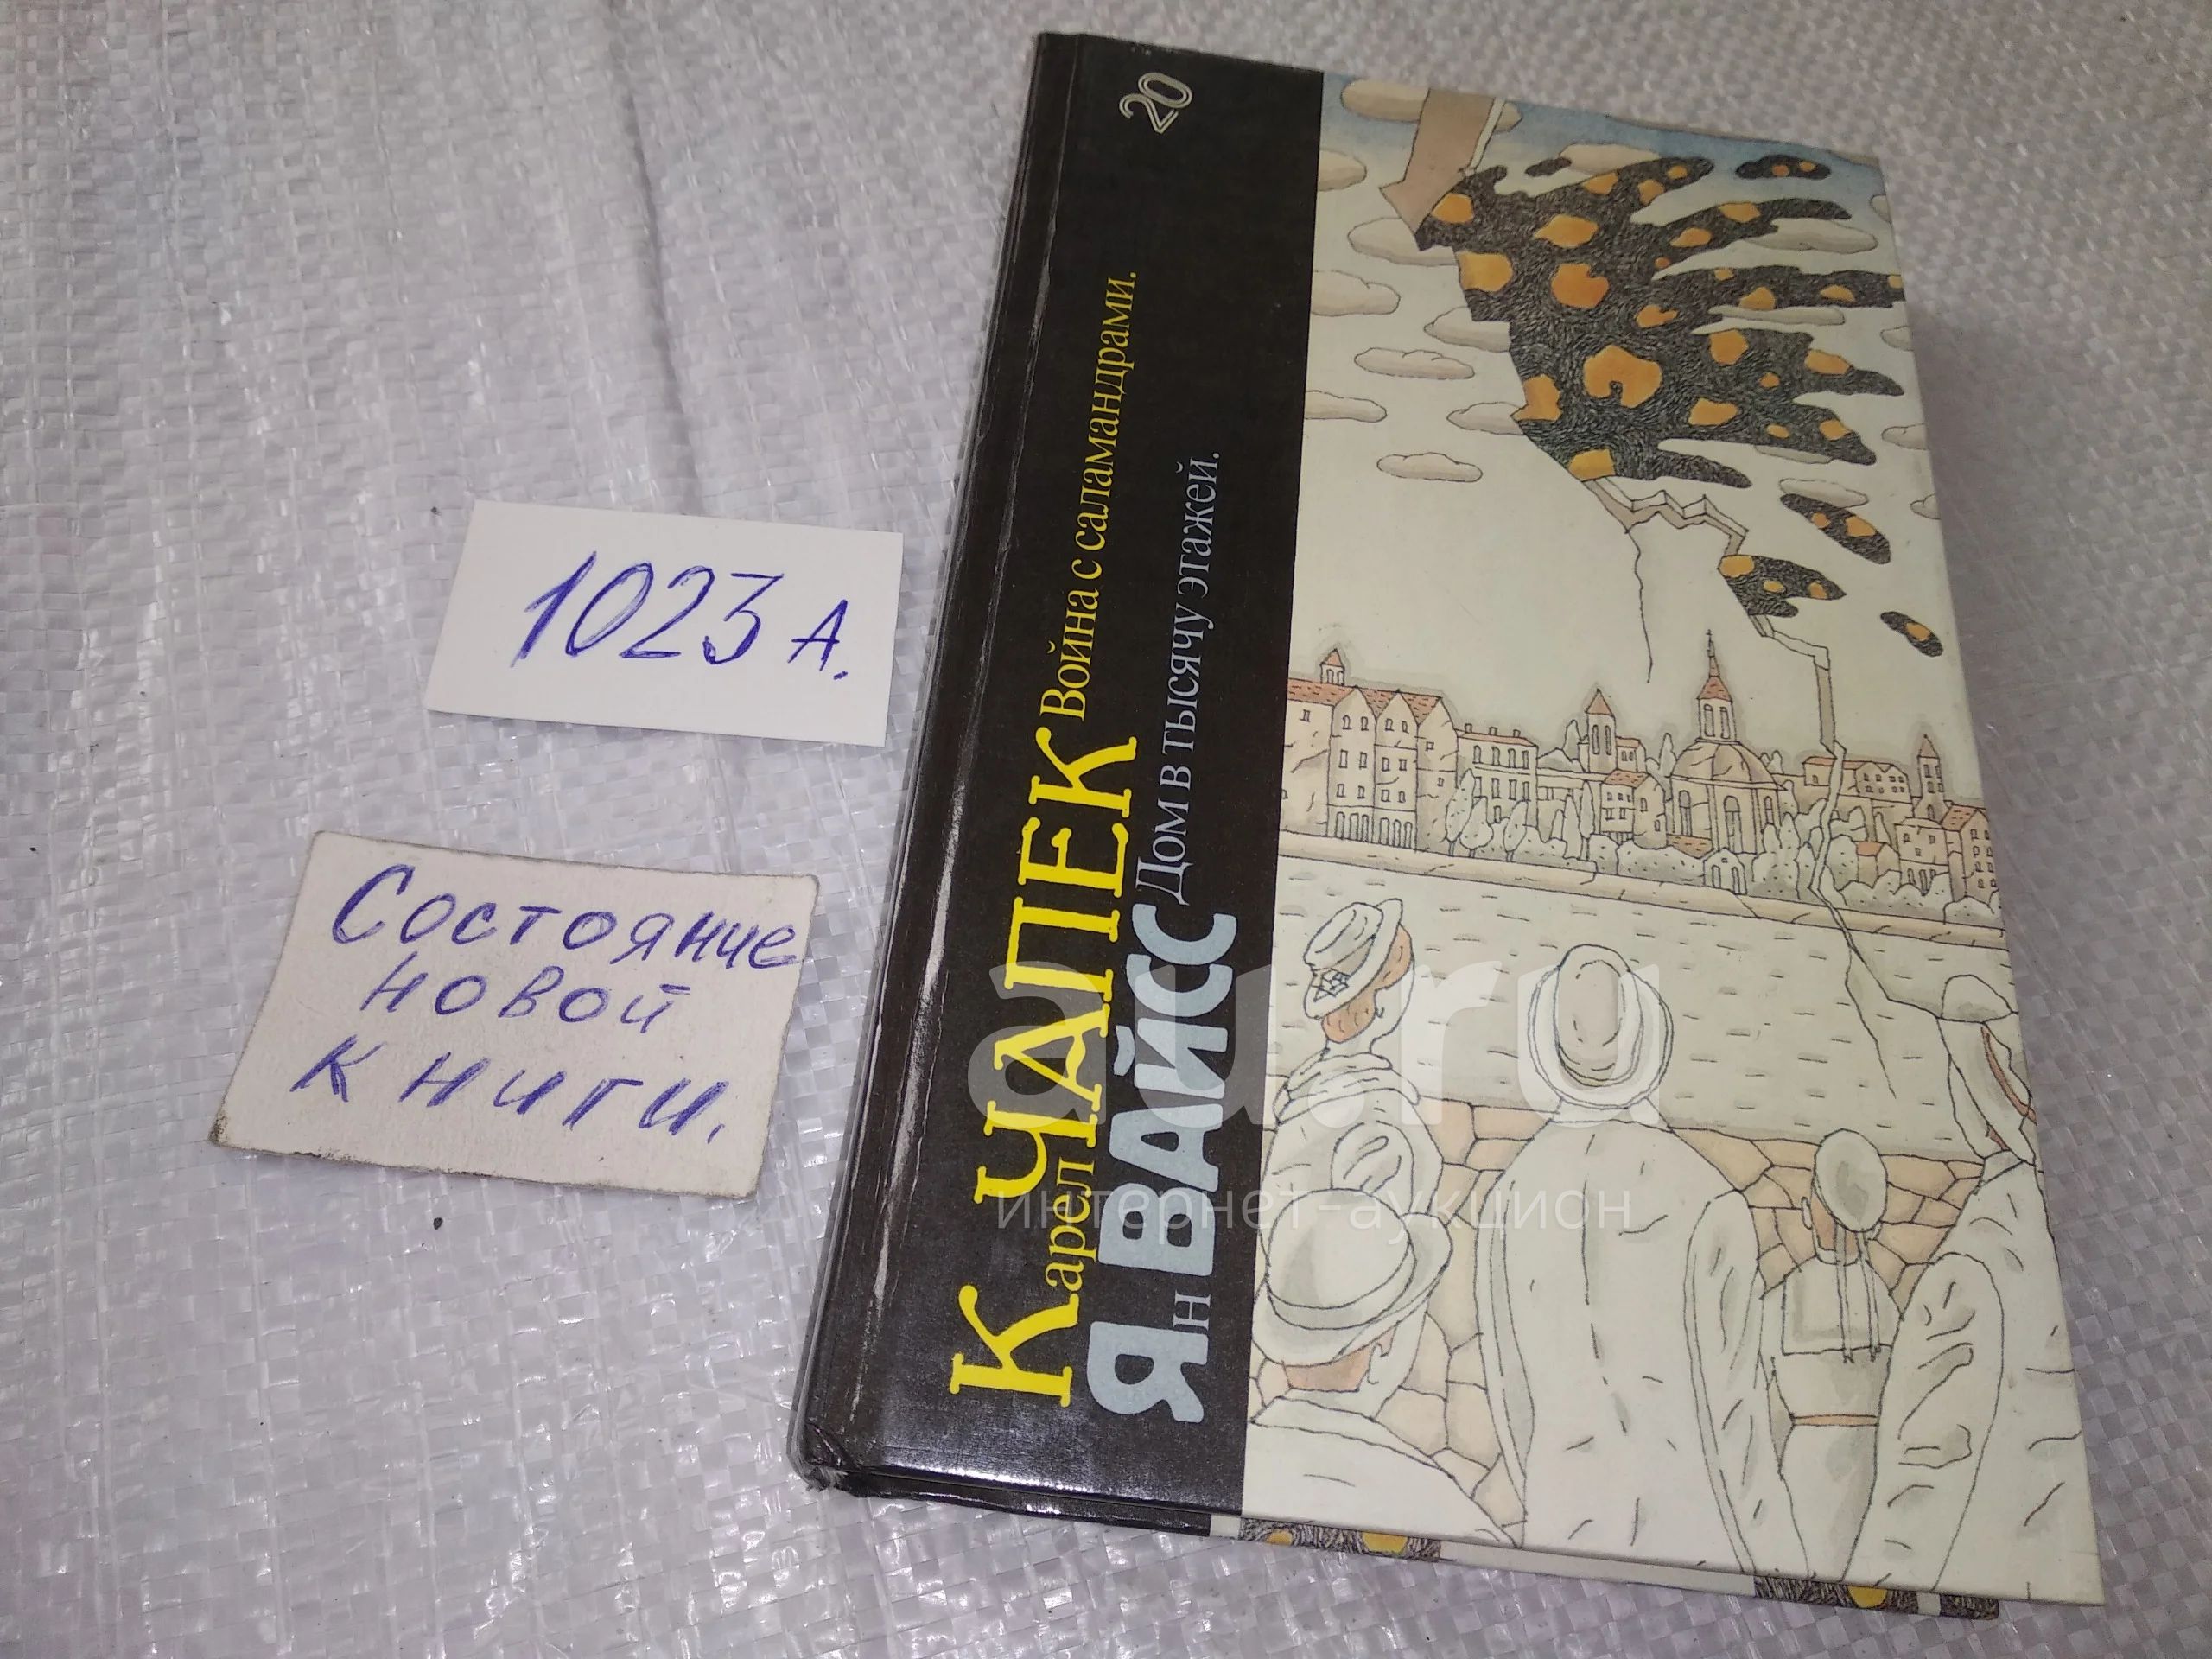 1023 А.
Состояние
новой
книги.
20
Карел ЧАПЕК Война с саламандрами.
Ян ВАЙСС Дом в тысячу этажей.
au.ru
интернет-аукцион